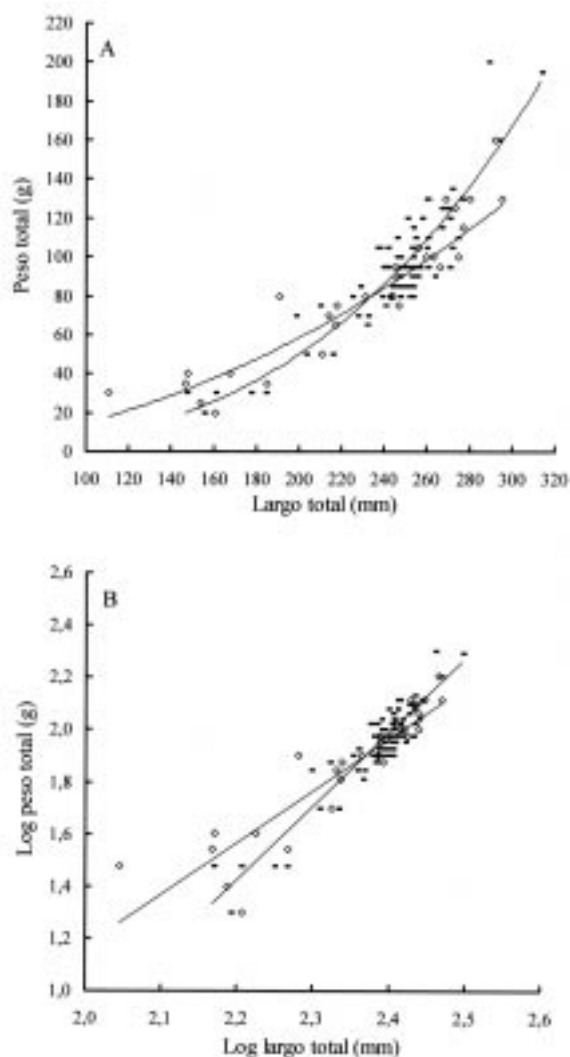 A
Peso total (g)
220
200
180
160
140
120
100
80
60
40
20
0
100 120 140 160 180 200 220 240 260 280 300 320
Largo total (mm)
B
Log peso total (g)
2,6
2,4
2,2
2,0
1,8
1,6
1,4
1,2
1,0
2,0 2,1 2,2 2,3 2,4 2,5 2,6
Log largo total (mm)